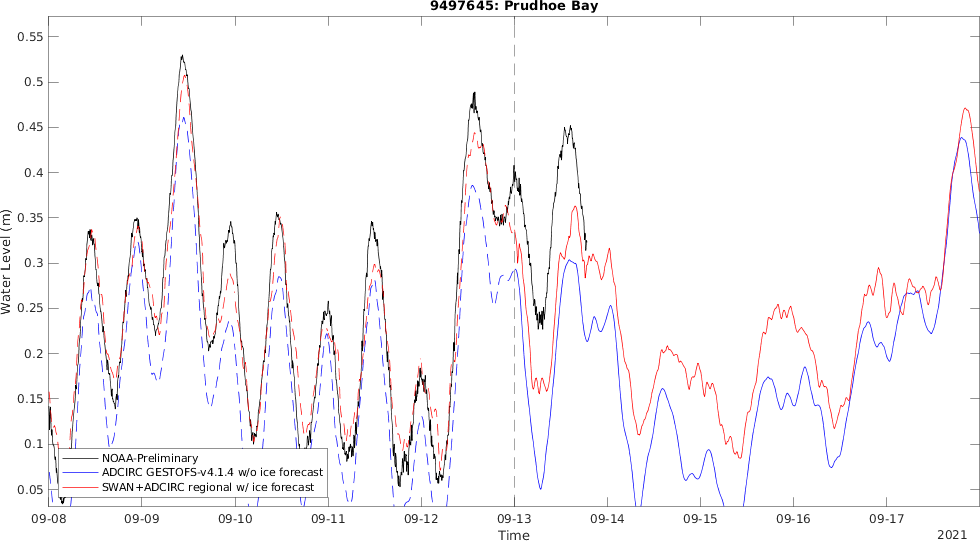 9497645: Prudhoe Bay
0.55
0.5
0.45
0.4
0.35
0.3
0.25
0.2
0.15
0.1
0.05
Water Level (m)
NOAA-Preliminary
ADCIRC GESTOFS-v4.1.4 w/o ice forecast
SWAN+ADCIRC regional w/ ice forecast
09-08 09-09 09-10 09-11 09-12 09-13 09-14 09-15 09-16 09-17
Time
2021